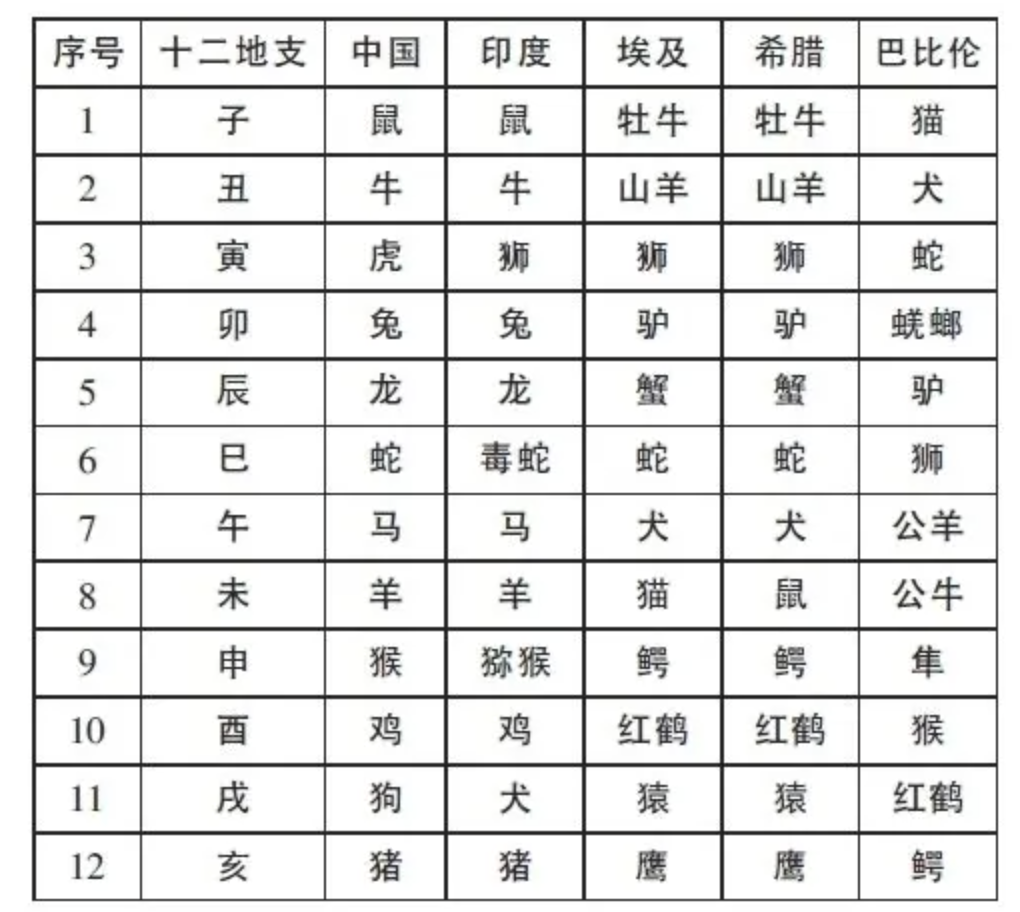 序号 十二地支 中国 印度 埃及 希腊 巴比伦
1 子 鼠 鼠 牡牛 牡牛 猫
2 丑 牛 牛 山羊 山羊 犬
3 寅 虎 狮 狮 狮 蛇
4 卯 兔 兔 驴 驴 蜣螂
5 辰 龙 龙 蟹 蟹 驴
6 巳 蛇 毒蛇 蛇 蛇 狮
7 午 马 马 犬 犬 公羊
8 未 羊 羊 猫 鼠 公牛
9 申 猴 猕猴 鳄 鳄 隼
10 酉 鸡 鸡 红鹤 红鹤 猴
11 戌 狗 犬 猿 猿 红鹤
12 亥 猪 猪 鹰 鹰 鳄